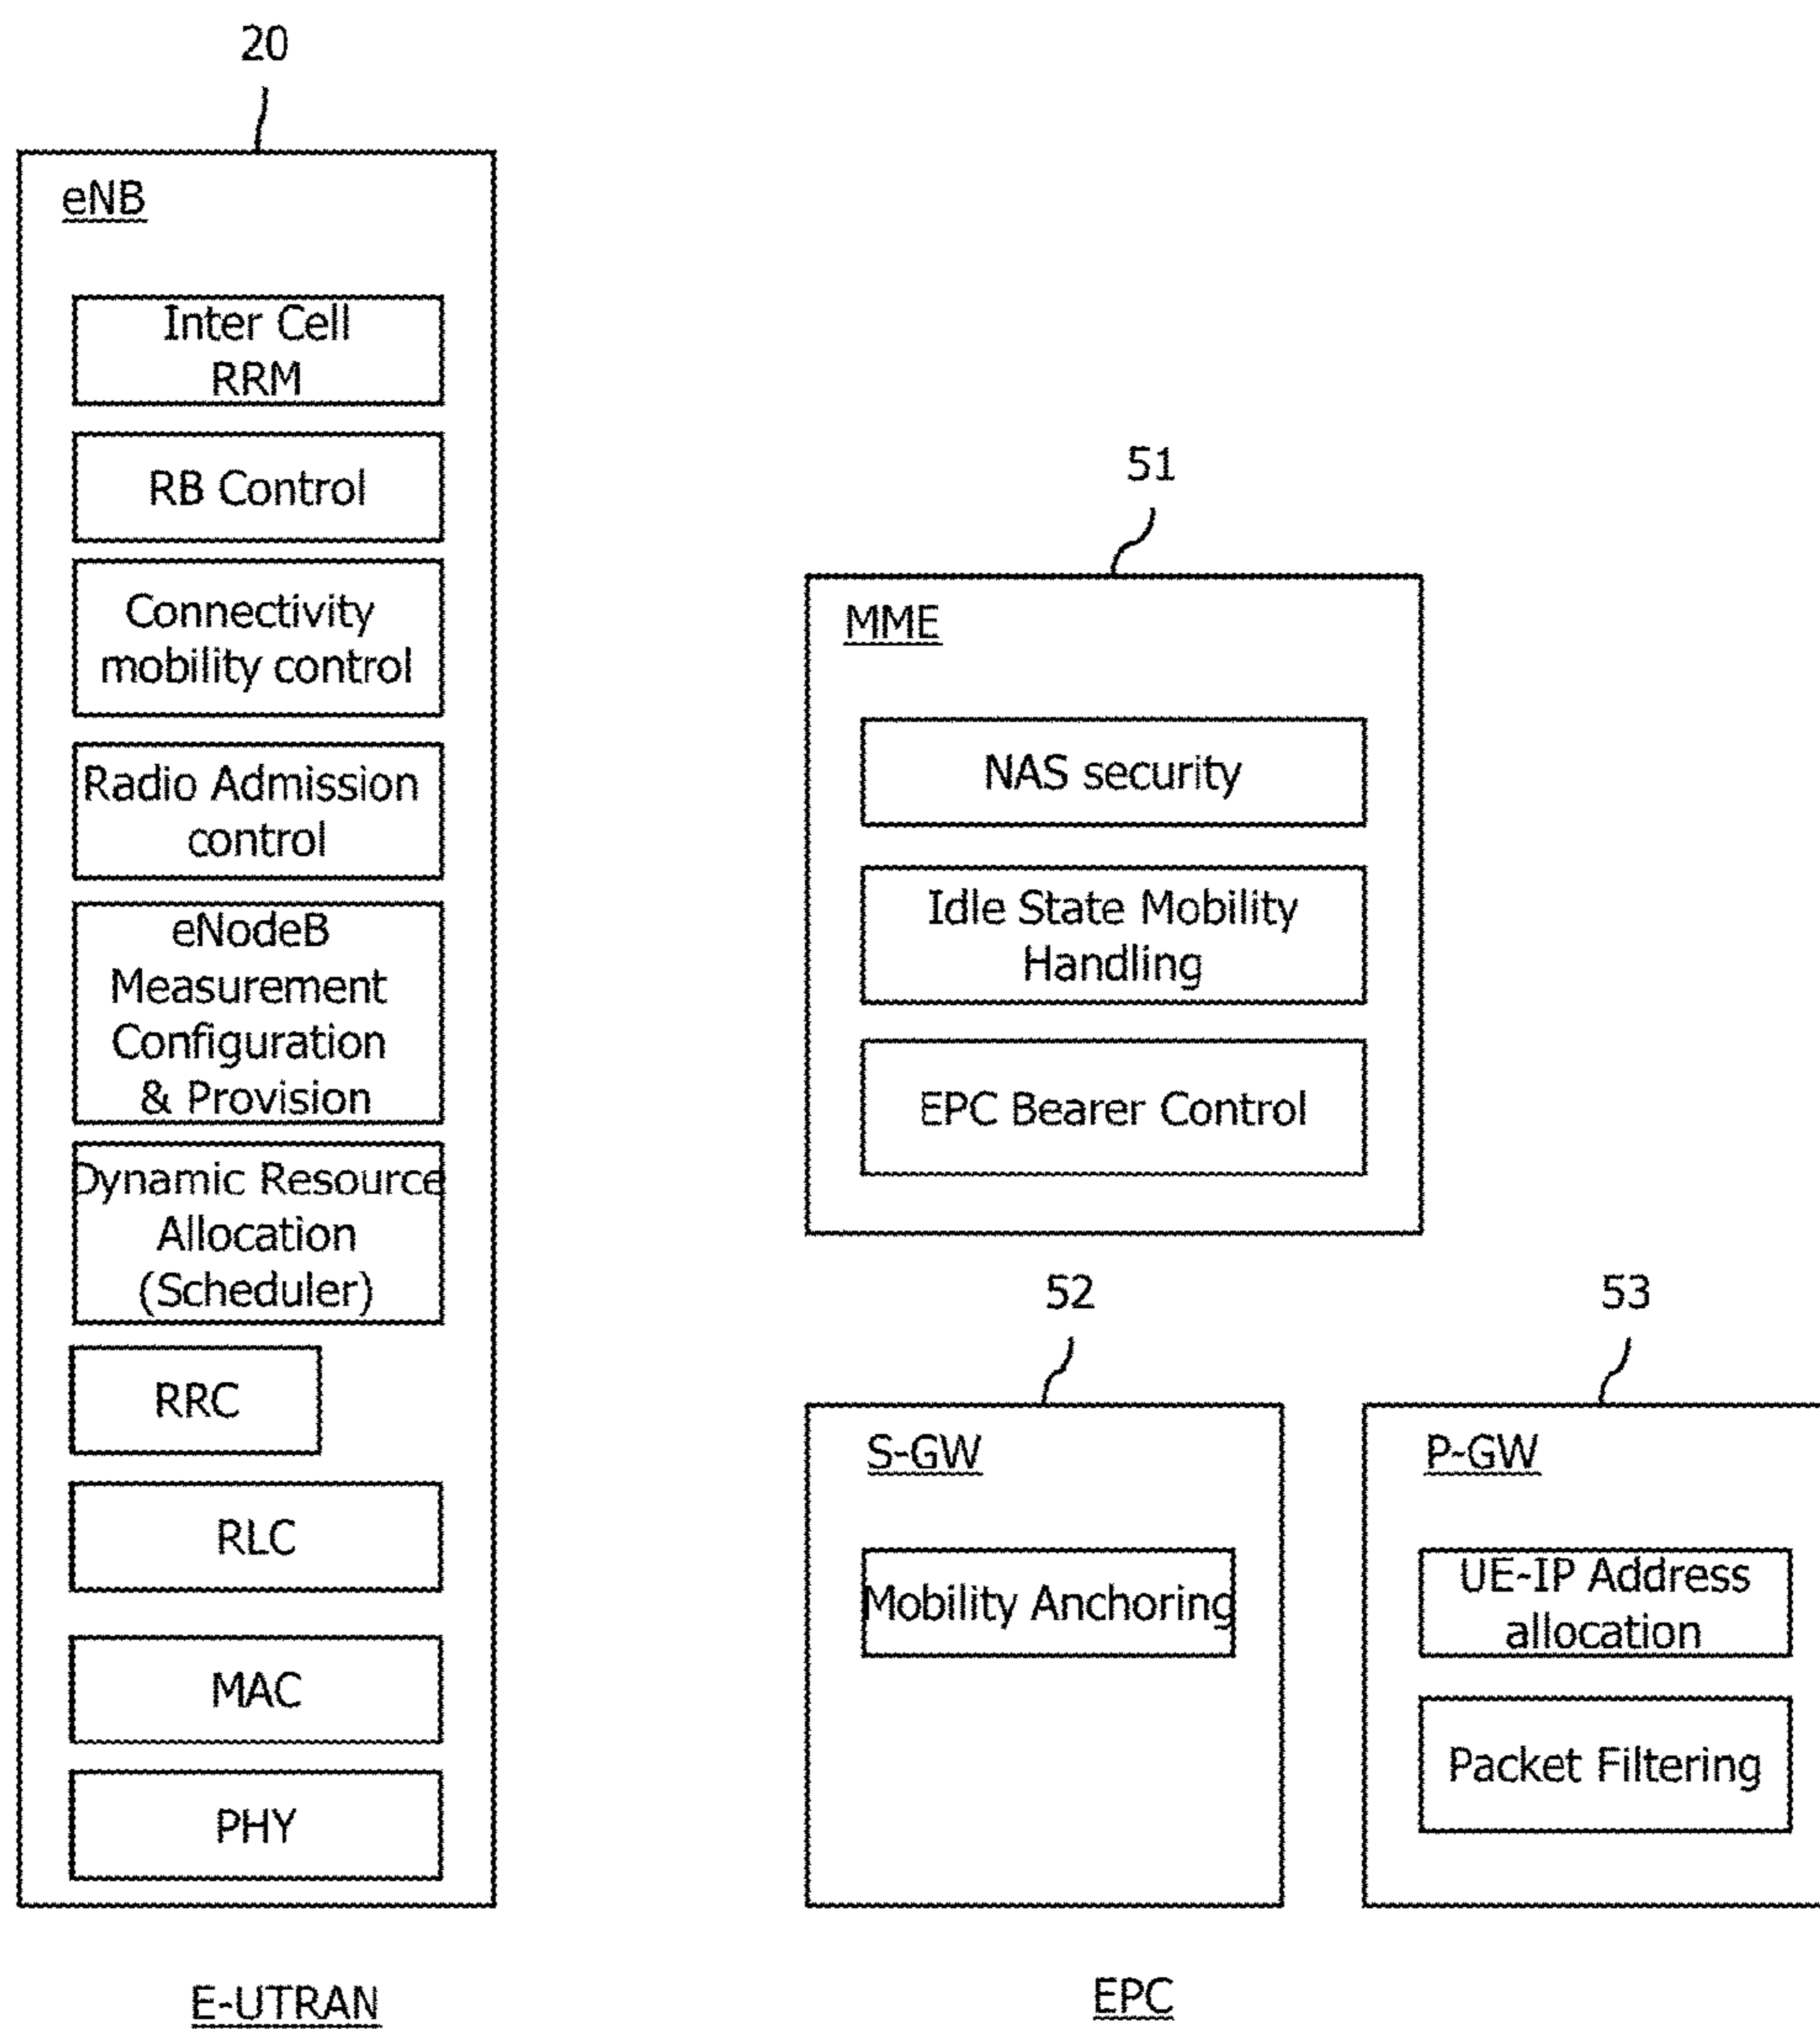 20
eNB
Inter Cell
RRM
RB Control
Connectivity
mobility control
Radio Admission
control
eNodeB
Measurement
Configuration
& Provision
Dynamic Resource
Allocation
(Scheduler)
RRC
RLC
MAC
PHY
E-UTRAN
51
MME
NAS security
Idle State Mobility
Handling
EPC Bearer Control
52
S-GW
Mobility Anchoring
53
P-GW
UE-IP Address
allocation
Packet Filtering
EPC